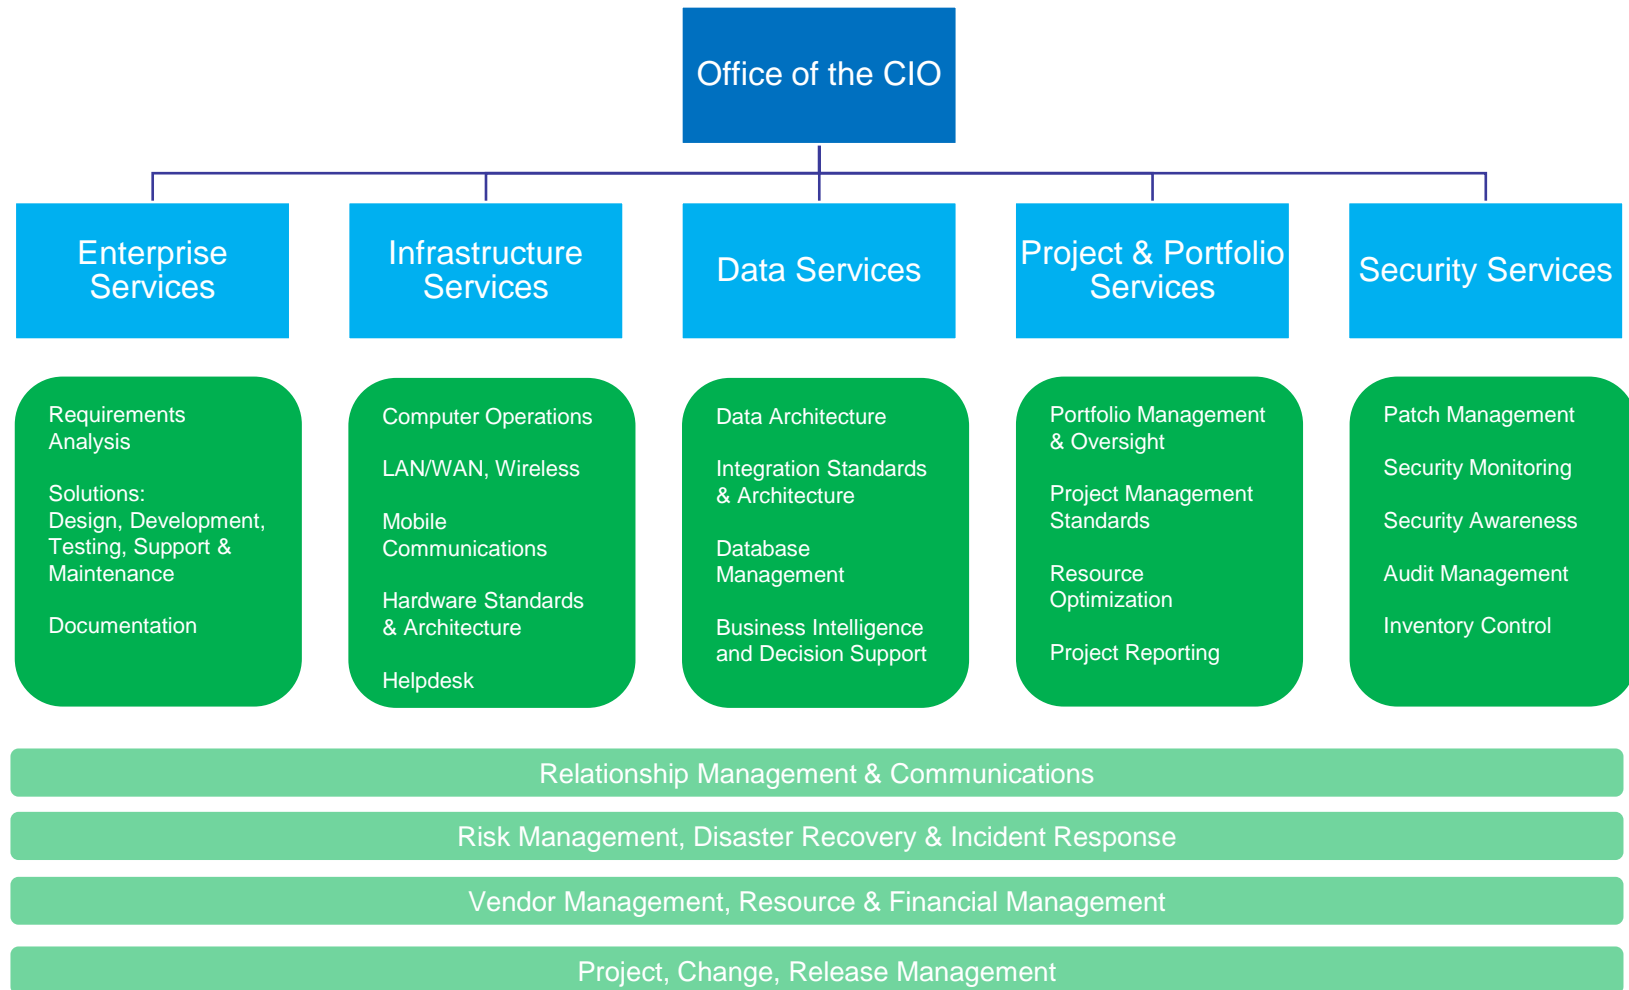 Office of the CIO
Enterprise
Services
Infrastructure
Services
Data Services
Project & Portfolio
Services
Security Services
Requirements
Analysis
Solutions:
Design, Development,
Testing, Support &
Maintenance
Documentation
Computer Operations
LAN/WAN, Wireless
Mobile
Communications
Hardware Standards
& Architecture
Helpdesk
Data Architecture
Integration Standards
& Architecture
Database
Management
Business Intelligence
and Decision Support
Portfolio Management
& Oversight
Project Management
Standards
Resource
Optimization
Project Reporting
Patch Management
Security Monitoring
Security Awareness
Audit Management
Inventory Control
Relationship Management & Communications
Risk Management, Disaster Recovery & Incident Response
Vendor Management, Resource & Financial Management
Project, Change, Release Management